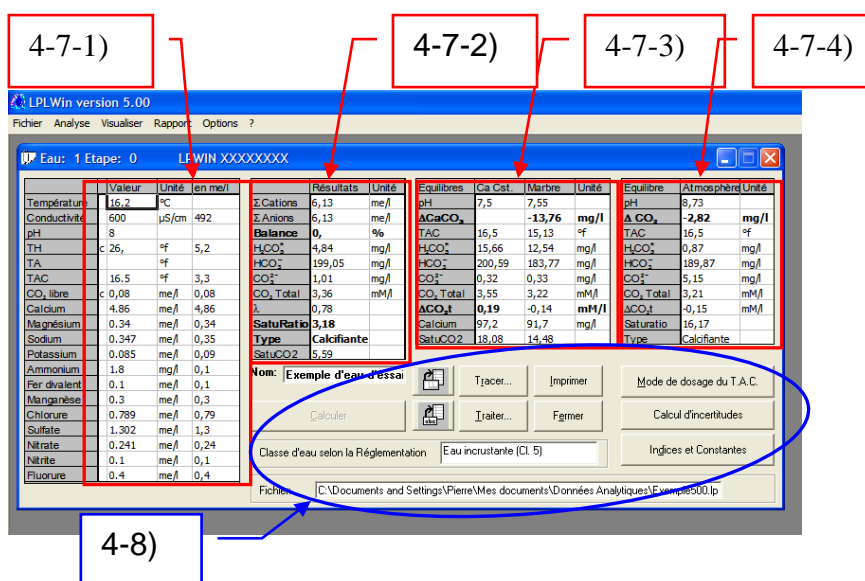 4-7-1)
4-7-2)
4-7-3)
4-7-4)
LPLWin version 5.00
Fichier Analyse Visualiser Rapport Options ?
Eau: 1 Etape: 0 LPWIN XXXXXXXX
Valeur Unité en me/l
Température 16,2 °C
Conductivité 600 µS/cm 492
pH 8
TH c 26, °f 5,2
TA °f
TAC 16.5 °f 3,3
CO₂ libre c 0,08 me/l 0,08
Calcium 4.86 me/l 4,86
Magnésium 0.34 me/l 0,34
Sodium 0.347 me/l 0,35
Potassium 0.085 me/l 0,09
Ammonium 1.8 mg/l 0,1
Fer divalent 0.1 me/l 0,1
Manganèse 0.3 me/l 0,3
Chlorure 0.789 me/l 0,79
Sulfate 1.302 me/l 1,3
Nitrate 0.241 me/l 0,24
Nitrite 0.1 me/l 0,1
Fluorure 0.4 me/l 0,4
Résultats Unité
ΣCations 6,13 me/l
ΣAnions 6,13 me/l
Balance 0, %
H₂CO₃* 4,84 mg/l
HCO₃⁻ 199,05 mg/l
CO₃²⁻ 1,01 mg/l
CO₂ Total 3,36 mM/l
λ 0,78
SatuRatio 3,18
Type Calcifiante
SatuCO2 5,59
Equilibres Ca Cst. Marbre Unité
pH 7,5 7,55
ΔCaCO₃ -13,76 mg/l
TAC 16,5 15,13 °f
H₂CO₃* 15,66 12,54 mg/l
HCO₃⁻ 200,59 183,77 mg/l
CO₃²⁻ 0,32 0,33 mg/l
CO₂ Total 3,55 3,22 mM/l
ΔCO₂t 0,19 -0,14 mM/l
Calcium 97,2 91,7 mg/l
SatuCO2 18,08 14,48
Equilibre Atmosphère Unité
pH 8,73
Δ CO₂ -2,82 mg/l
TAC 16,5 °f
H₂CO₃* 0,87 mg/l
HCO₃⁻ 189,87 mg/l
CO₃²⁻ 5,15 mg/l
CO₂ Total 3,21 mM/l
ΔCO₂t -0,15 mM/l
Saturatio 16,17
Type Calcifiante
Nom: Exemple d'eau d'essai
Tracer...
Imprimer
Mode de dosage du T.A.C.
Calculer
abc
Traiter...
Fermer
Calcul d'incertitudes
Classe d'eau selon la Réglementation Eau incrustante (Cl. 5)
Indices et Constantes
Fichier C:\Documents and Settings\Pierre\Mes documents\Données Analytiques\Exemple500.lp
4-8)